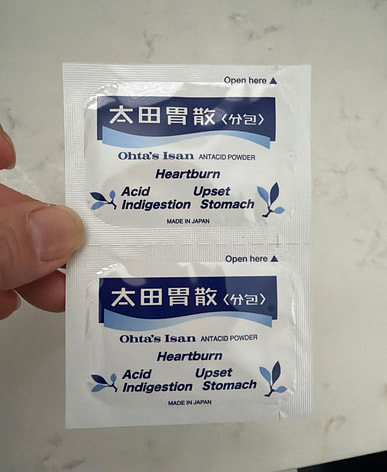 Open here ▲
太田胃散〈分包〉
Ohta's Isan ANTACID POWDER
Heartburn
Acid Upset
Indigestion Stomach
MADE IN JAPAN
Open here ▲
太田胃散〈分包〉
Ohta's Isan ANTACID POWDER
Heartburn
Acid Upset
Indigestion Stomach
MADE IN JAPAN